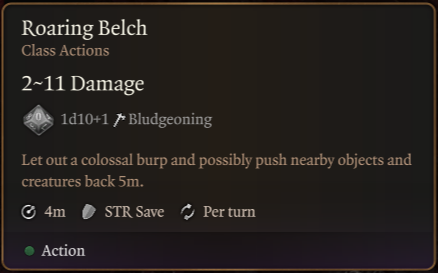 Roaring Belch
Class Actions
2~11 Damage
1d10+1 Bludgeoning
Let out a colossal burp and possibly push nearby objects and
creatures back 5m.
4m STR Save Per turn
Action